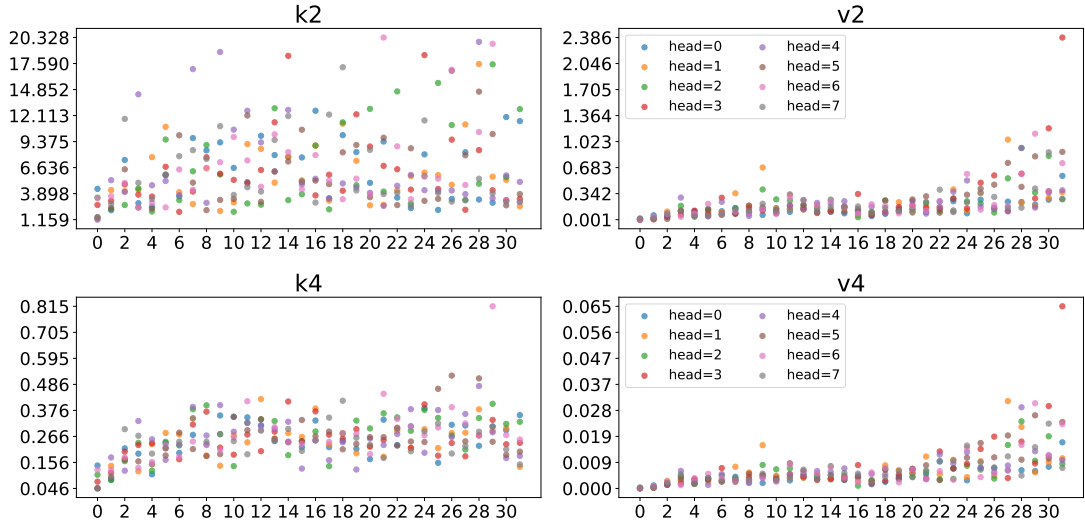 k2
20.328
17.590
14.852
12.113
9.375
6.636
3.898
1.159
0 2 4 6 8 10 12 14 16 18 20 22 24 26 28 30
v2
2.386
2.046
1.705
1.364
1.023
0.683
0.342
0.001
head=0 head=4
head=1 head=5
head=2 head=6
head=3 head=7
0 2 4 6 8 10 12 14 16 18 20 22 24 26 28 30
k4
0.815
0.705
0.595
0.486
0.376
0.266
0.156
0.046
0 2 4 6 8 10 12 14 16 18 20 22 24 26 28 30
v4
0.065
0.056
0.047
0.037
0.028
0.019
0.009
0.000
head=0 head=4
head=1 head=5
head=2 head=6
head=3 head=7
0 2 4 6 8 10 12 14 16 18 20 22 24 26 28 30